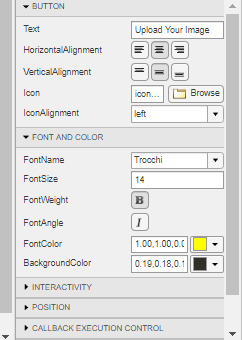 BUTTON
Text Upload Your Image
HorizontalAlignment
VerticalAlignment
Icon icon... Browse
IconAlignment left
FONT AND COLOR
FontName Trocchi
FontSize 14
FontWeight B
FontAngle I
FontColor 1.00,1.00,0.0
BackgroundColor 0.19,0.18,0.1
INTERACTIVITY
POSITION
CALLBACK EXECUTION CONTROL